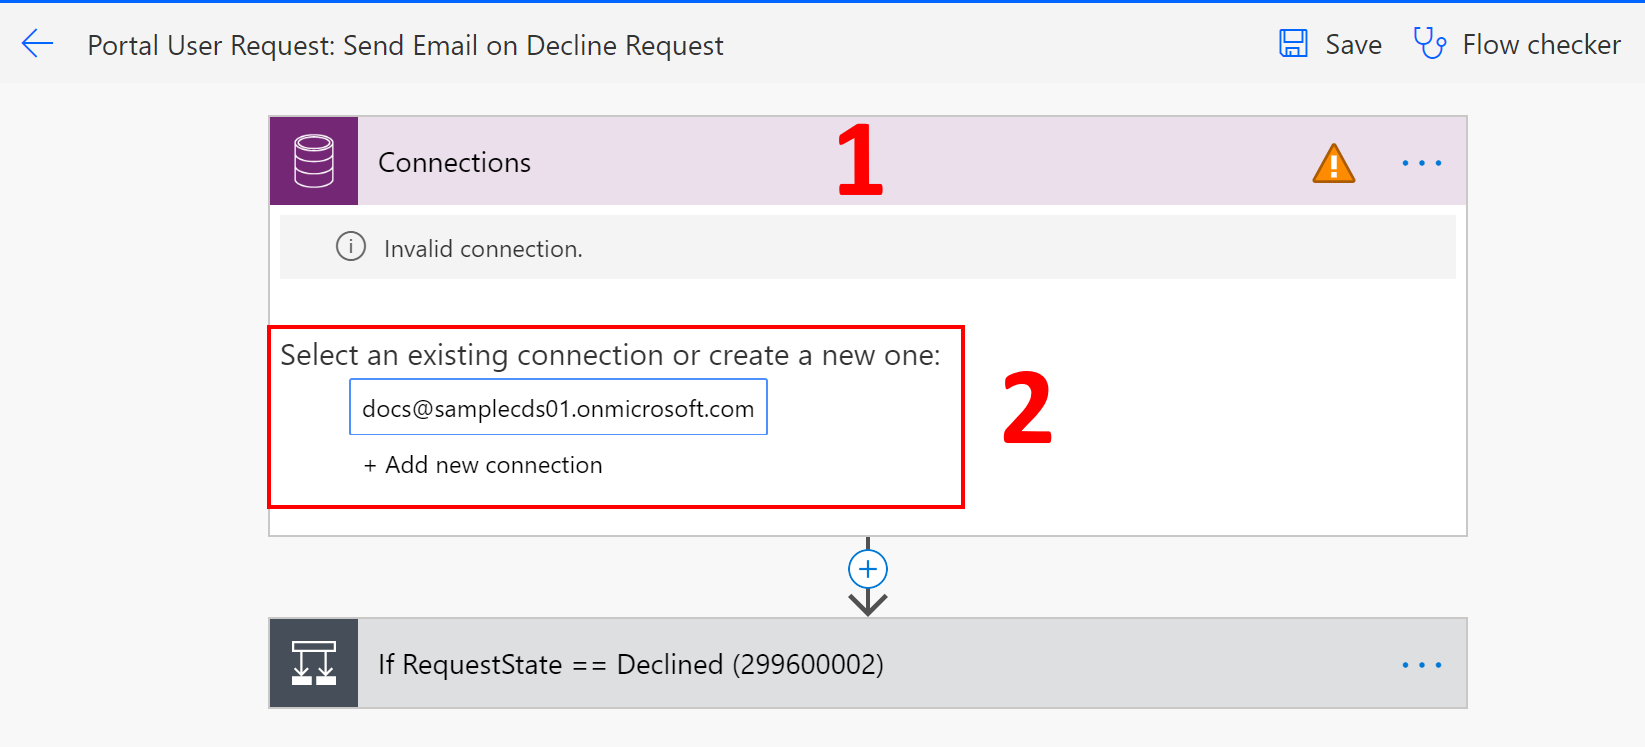 Portal User Request: Send Email on Decline Request
Save
Flow checker
Connections
1
...
Invalid connection.
Select an existing connection or create a new one:
docs@samplecds01.onmicrosoft.com
2
+ Add new connection
If RequestState == Declined (299600002)
...